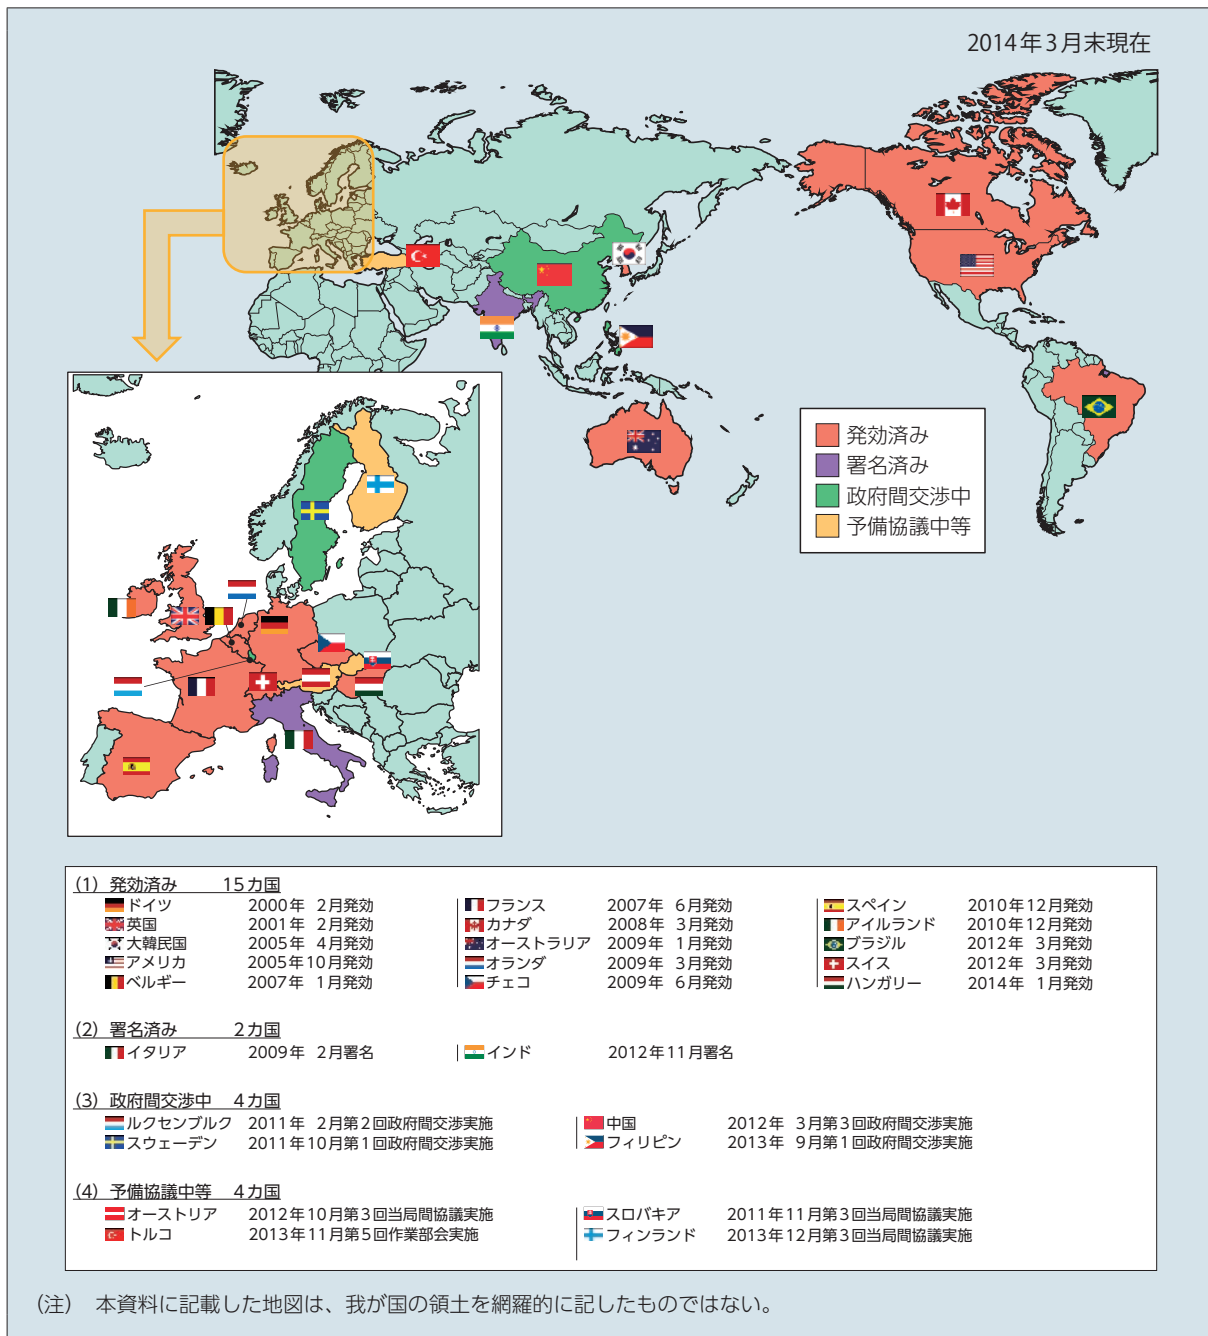 2014年3月末現在
発効済み
署名済み
政府間交渉中
予備協議中等
(1) 発効済み 15カ国
ドイツ 2000年 2月発効 フランス 2007年 6月発効 スペイン 2010年12月発効
英国 2001年 2月発効 カナダ 2008年 3月発効 アイルランド 2010年12月発効
大韓民国 2005年 4月発効 オーストラリア 2009年 1月発効 ブラジル 2012年 3月発効
アメリカ 2005年10月発効 オランダ 2009年 3月発効 スイス 2012年 3月発効
ベルギー 2007年 1月発効 チェコ 2009年 6月発効 ハンガリー 2014年 1月発効
(2) 署名済み 2カ国
イタリア 2009年 2月署名 インド 2012年11月署名
(3) 政府間交渉中 4カ国
ルクセンブルク 2011年 2月第2回政府間交渉実施 中国 2012年 3月第3回政府間交渉実施
スウェーデン 2011年10月第1回政府間交渉実施 フィリピン 2013年 9月第1回政府間交渉実施
(4) 予備協議中等 4カ国
オーストリア 2012年10月第3回当局間協議実施 スロバキア 2011年11月第3回当局間協議実施
トルコ 2013年11月第5回作業部会実施 フィンランド 2013年12月第3回当局間協議実施
(注) 本資料に記載した地図は、我が国の領土を網羅的に記したものではない。